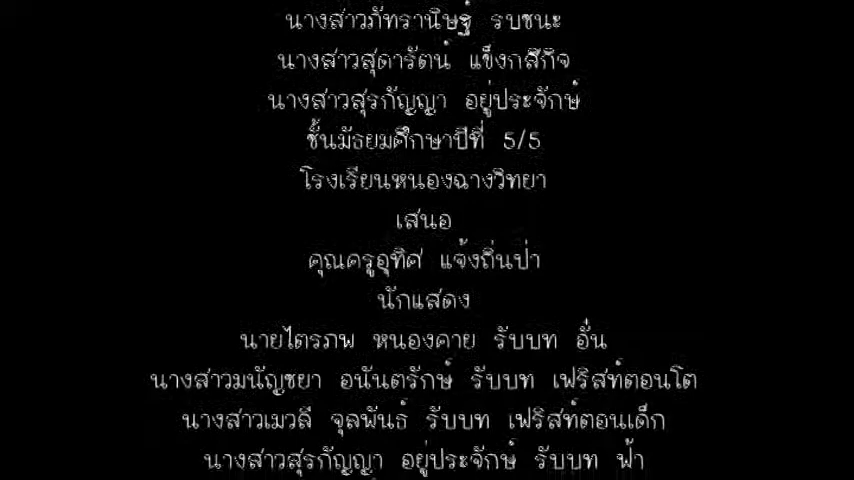 นางสาวภัทรานิษฐ์ รบชนะ
นางสาวสุดารัตน์ แข็งกสิกิจ
นางสาวสุรกัญญา อยู่ประจักษ์
ชั้นมัธยมศึกษาปีที่ 5/5
โรงเรียนหนองฉางวิทยา
เสนอ
คุณครูอุทิศ แจ้งถิ่นป่า
นักแสดง
นายไตรภพ หนองคาย รับบท อั๋น
นางสาวมนัญชยา อนันตรักษ์ รับบท เฟริสท์ตอนโต
นางสาวเมวลี จุลพันธ์ รับบท เฟริสท์ตอนเด็ก
นางสาวสุรกัญญา อยู่ประจักษ์ รับบท ฟ้า